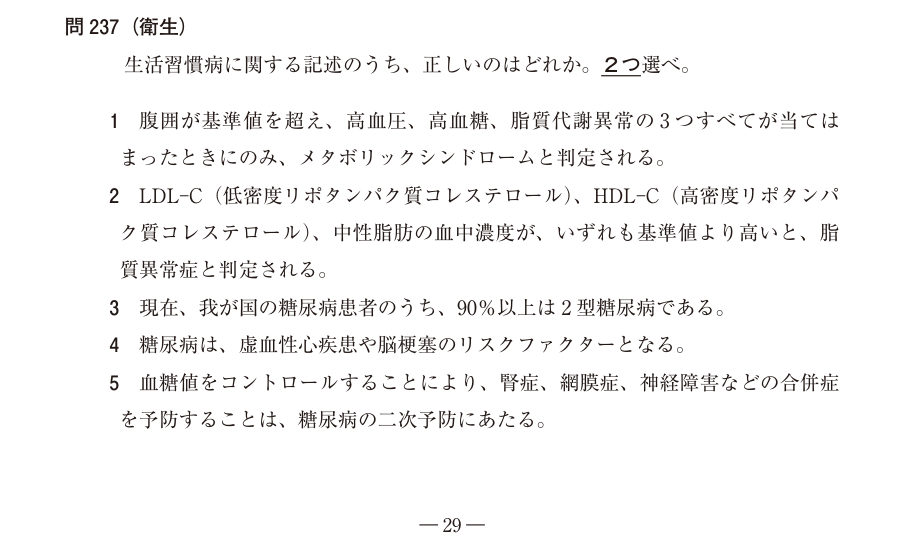 問 237（衛生）
生活習慣病に関する記述のうち、正しいのはどれか。2つ選べ。
1 腹囲が基準値を超え、高血圧、高血糖、脂質代謝異常の3つすべてが当ては
まったときにのみ、メタボリックシンドロームと判定される。
2 LDL-C（低密度リポタンパク質コレステロール）、HDL-C（高密度リポタンパ
ク質コレステロール）、中性脂肪の血中濃度が、いずれも基準値より高いと、脂
質異常症と判定される。
3 現在、我が国の糖尿病患者のうち、90％以上は2型糖尿病である。
4 糖尿病は、虚血性心疾患や脳梗塞のリスクファクターとなる。
5 血糖値をコントロールすることにより、腎症、網膜症、神経障害などの合併症
を予防することは、糖尿病の二次予防にあたる。
― 29 ―